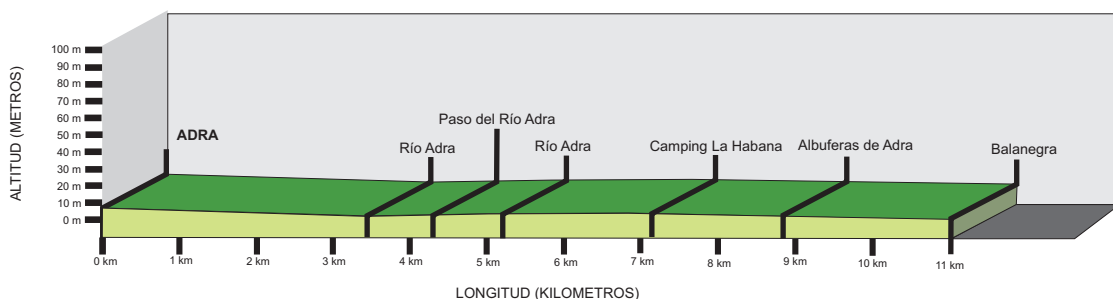 ALTITUD (METROS)
100 m
90 m
80 m
70 m
60 m
50 m
40 m
30 m
20 m
10 m
0 m
ADRA
Río Adra
Paso del Río Adra
Río Adra
Camping La Habana
Albuferas de Adra
Balanegra
0 km
1 km
2 km
3 km
4 km
5 km
6 km
7 km
8 km
9 km
10 km
11 km
LONGITUD (KILOMETROS)